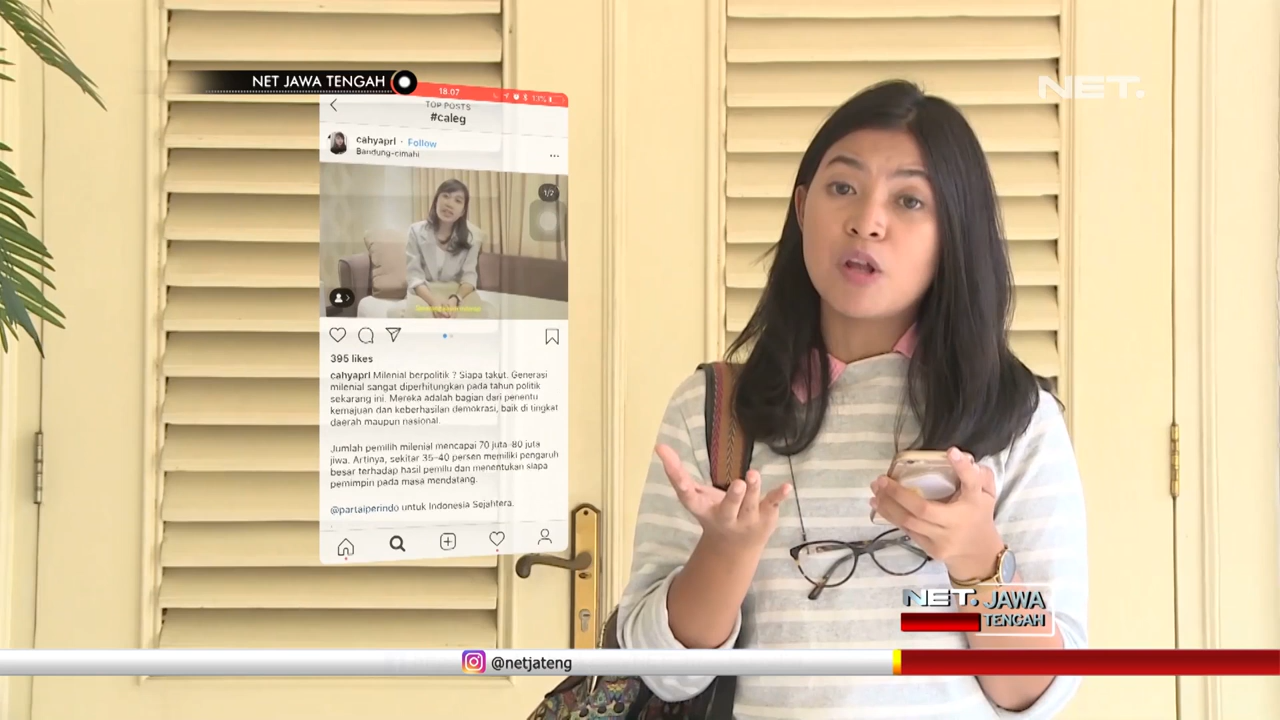 NET.
NET JAWA TENGAH
18.07
13%
TOP POSTS
#caleg
cahyaprl · Follow
Bandung-cimahi
1/2
395 likes
cahyaprl Milenial berpolitik ? Siapa takut. Generasi
milenial sangat diperhitungkan pada tahun politik
sekarang ini. Mereka adalah bagian dari penentu
kemajuan dan keberhasilan demokrasi, baik di tingkat
daerah maupun nasional.
Jumlah pemilih milenial mencapai 70 juta-80 juta
jiwa. Artinya, sekitar 35-40 persen memiliki pengaruh
besar terhadap hasil pemilu dan menentukan siapa
pemimpin pada masa mendatang.
@partaiperindo untuk Indonesia Sejahtera.
NET. JAWA
TENGAH
@netjateng